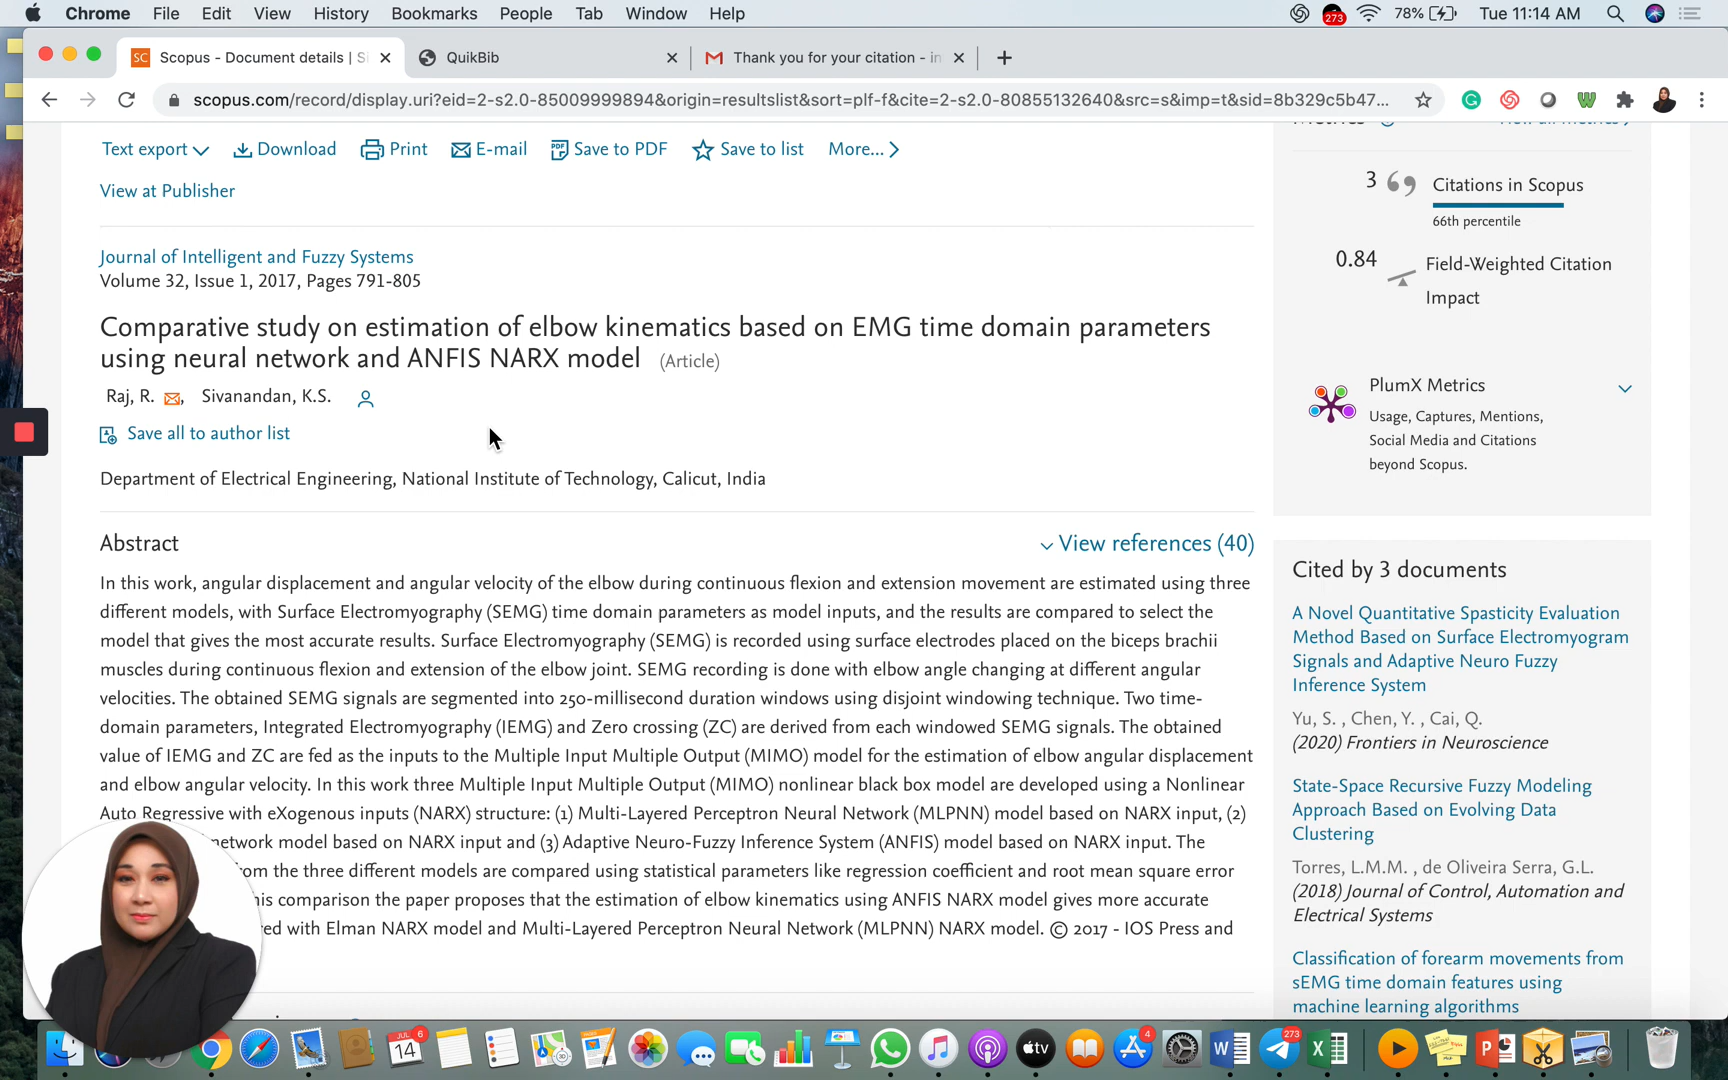 Chrome File Edit View History Bookmarks People Tab Window Help
273 78% Tue 11:14 AM
SC Scopus - Document details | S
QuikBib
Thank you for your citation - in
scopus.com/record/display.uri?eid=2-s2.0-85009999894&origin=resultslist&sort=plf-f&cite=2-s2.0-80855132640&src=s&imp=t&sid=8b329c5b47...
Text export Download Print E-mail Save to PDF Save to list More...
View at Publisher
Journal of Intelligent and Fuzzy Systems
Volume 32, Issue 1, 2017, Pages 791-805
Comparative study on estimation of elbow kinematics based on EMG time domain parameters
using neural network and ANFIS NARX model (Article)
Raj, R. , Sivanandan, K.S.
Save all to author list
Department of Electrical Engineering, National Institute of Technology, Calicut, India
Abstract
View references (40)
In this work, angular displacement and angular velocity of the elbow during continuous flexion and extension movement are estimated using three
different models, with Surface Electromyography (SEMG) time domain parameters as model inputs, and the results are compared to select the
model that gives the most accurate results. Surface Electromyography (SEMG) is recorded using surface electrodes placed on the biceps brachii
muscles during continuous flexion and extension of the elbow joint. SEMG recording is done with elbow angle changing at different angular
velocities. The obtained SEMG signals are segmented into 250-millisecond duration windows using disjoint windowing technique. Two time-
domain parameters, Integrated Electromyography (IEMG) and Zero crossing (ZC) are derived from each windowed SEMG signals. The obtained
value of IEMG and ZC are fed as the inputs to the Multiple Input Multiple Output (MIMO) model for the estimation of elbow angular displacement
and elbow angular velocity. In this work three Multiple Input Multiple Output (MIMO) nonlinear black box model are developed using a Nonlinear
Auto Regressive with eXogenous inputs (NARX) structure: (1) Multi-Layered Perceptron Neural Network (MLPNN) model based on NARX input, (2)
network model based on NARX input and (3) Adaptive Neuro-Fuzzy Inference System (ANFIS) model based on NARX input. The
om the three different models are compared using statistical parameters like regression coefficient and root mean square error
his comparison the paper proposes that the estimation of elbow kinematics using ANFIS NARX model gives more accurate
red with Elman NARX model and Multi-Layered Perceptron Neural Network (MLPNN) NARX model. © 2017 - IOS Press and
3 Citations in Scopus
66th percentile
0.84 Field-Weighted Citation
Impact
PlumX Metrics
Usage, Captures, Mentions,
Social Media and Citations
beyond Scopus.
Cited by 3 documents
A Novel Quantitative Spasticity Evaluation
Method Based on Surface Electromyogram
Signals and Adaptive Neuro Fuzzy
Inference System
Yu, S. , Chen, Y. , Cai, Q.
(2020) Frontiers in Neuroscience
State-Space Recursive Fuzzy Modeling
Approach Based on Evolving Data
Clustering
Torres, L.M.M. , de Oliveira Serra, G.L.
(2018) Journal of Control, Automation and
Electrical Systems
Classification of forearm movements from
sEMG time domain features using
machine learning algorithms
JUL 14 6 tv 4 W 273 X P